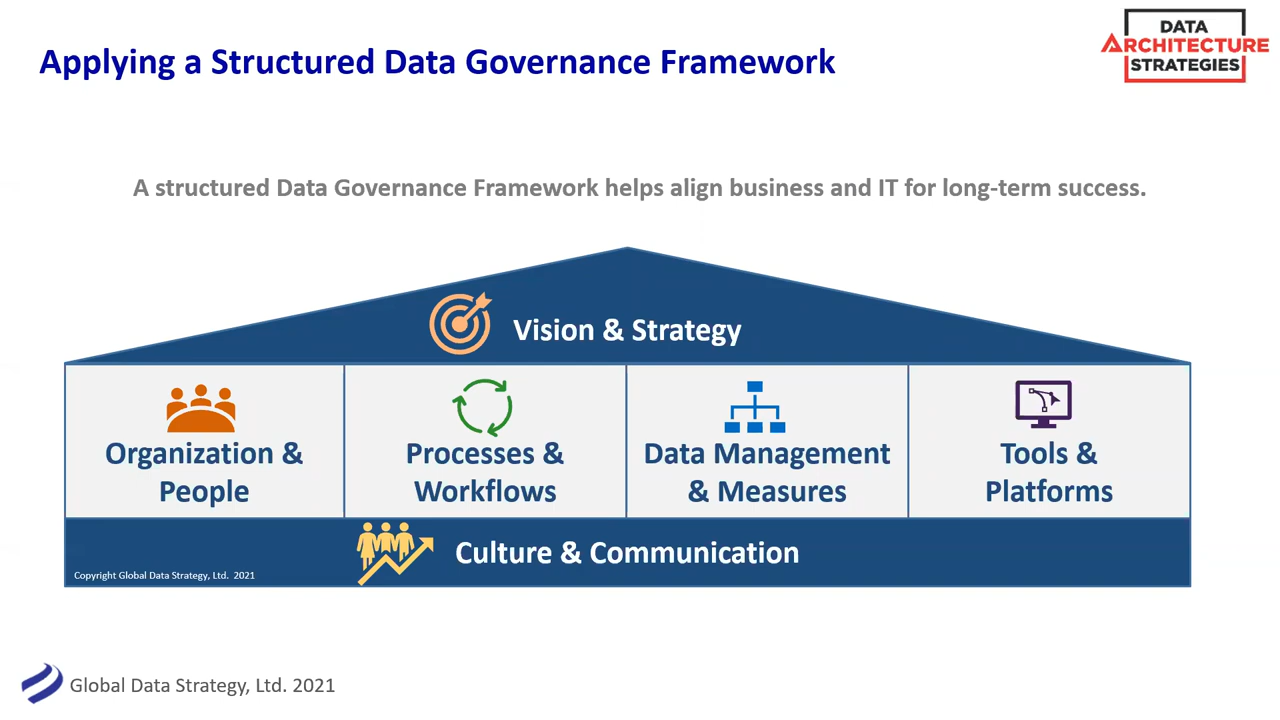 Applying a Structured Data Governance Framework
DATA
ARCHITECTURE
STRATEGIES
A structured Data Governance Framework helps align business and IT for long-term success.
Vision & Strategy
Organization &
People
Processes &
Workflows
Data Management
& Measures
Tools &
Platforms
Culture & Communication
Copyright Global Data Strategy, Ltd. 2021
Global Data Strategy, Ltd. 2021